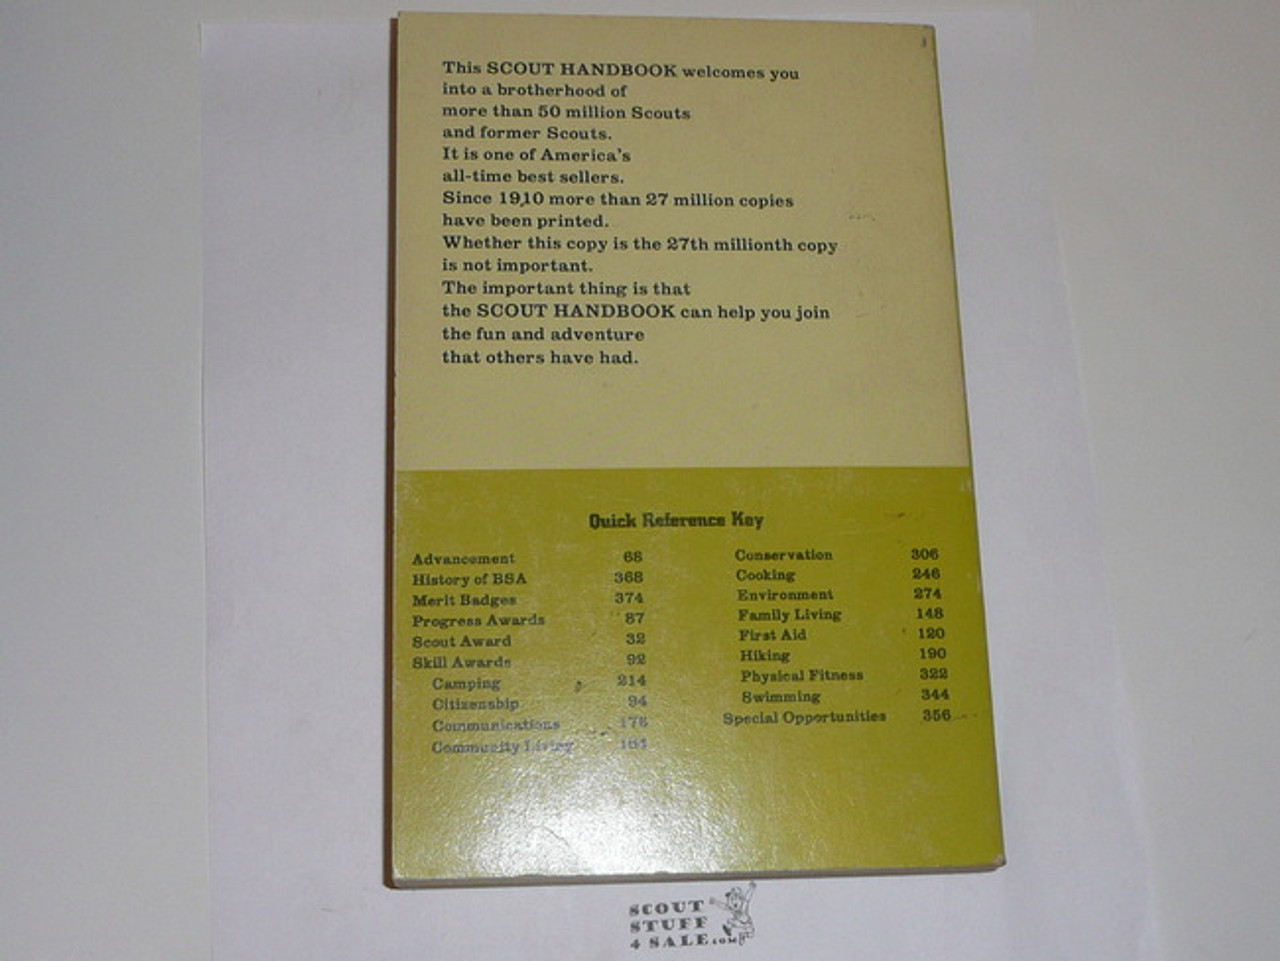 This SCOUT HANDBOOK welcomes you
into a brotherhood of
more than 50 million Scouts
and former Scouts.
It is one of America's
all-time best sellers.
Since 1910 more than 27 million copies
have been printed.
Whether this copy is the 27th millionth copy
is not important.
The important thing is that
the SCOUT HANDBOOK can help you join
the fun and adventure
that others have had.
Quick Reference Key
Advancement 68
History of BSA 368
Merit Badges 374
Progress Awards 87
Scout Award 32
Skill Awards 92
Camping 214
Citizenship 94
Communications 178
Community Living
Conservation 306
Cooking 246
Environment 274
Family Living 148
First Aid 120
Hiking 190
Physical Fitness 322
Swimming 344
Special Opportunities 356
SCOUT
STUFF
4 SALE.COM